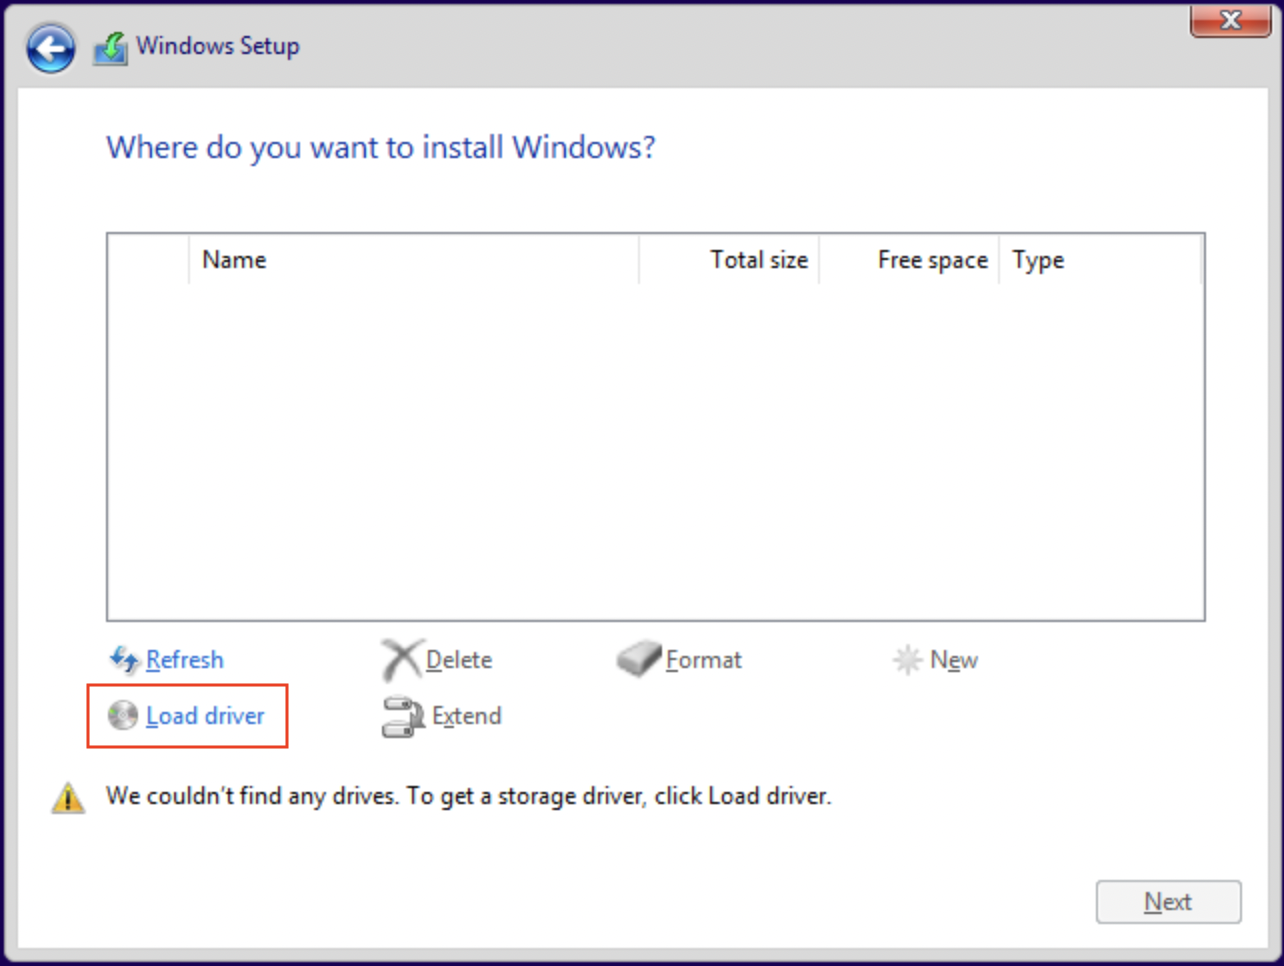 Windows Setup
Where do you want to install Windows?
Name Total size Free space Type
Refresh Delete Format New
Load driver Extend
We couldn't find any drives. To get a storage driver, click Load driver.
Next